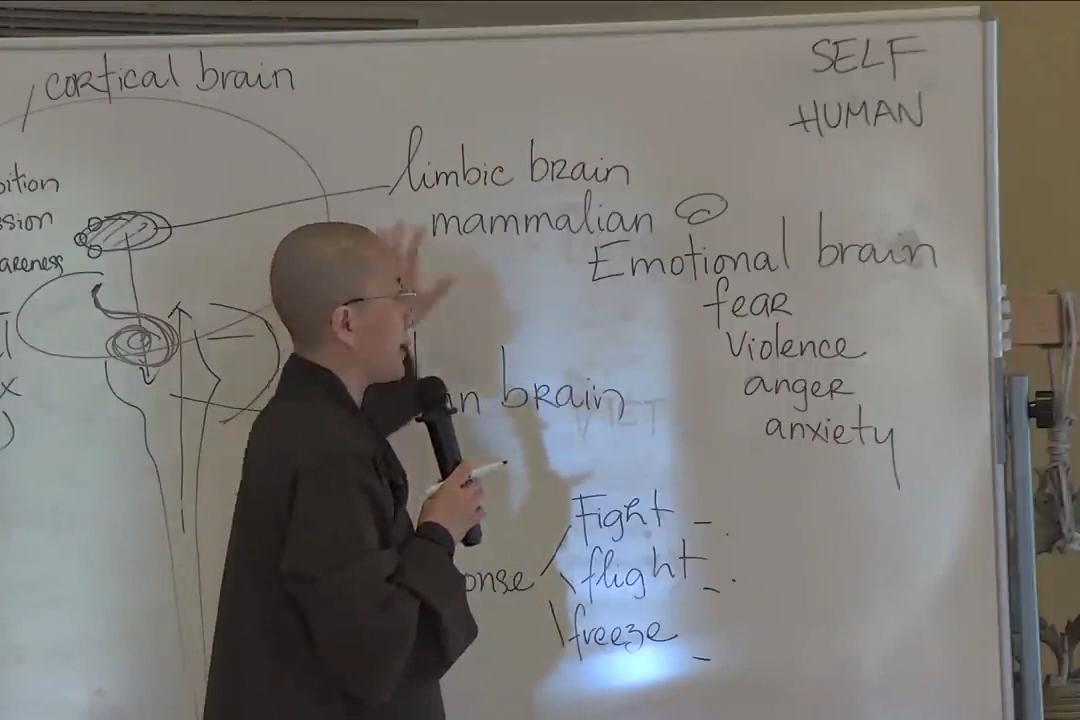 cortical brain
SELF
HUMAN
limbic brain
mammalian
Emotional brain
fear
Violence
anger
anxiety
brain
Fight
flight
freeze